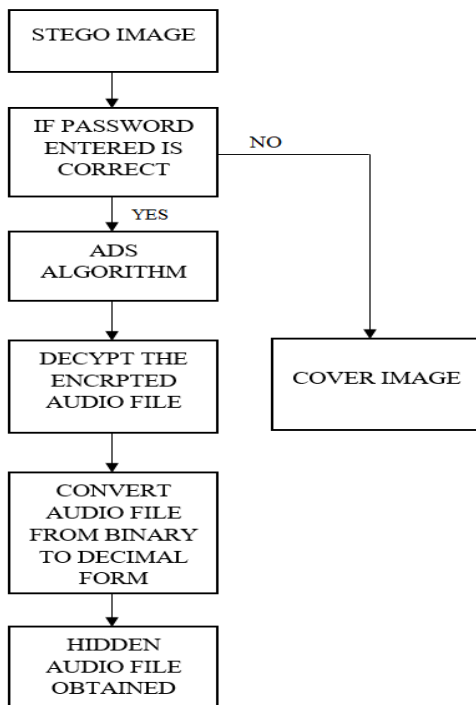 STEGO IMAGE
IF PASSWORD
ENTERED IS
CORRECT
NO
YES
ADS
ALGORITHM
DECYPT THE
ENCRPTED
AUDIO FILE
COVER IMAGE
CONVERT
AUDIO FILE
FROM BINARY
TO DECIMAL
FORM
HIDDEN
AUDIO FILE
OBTAINED